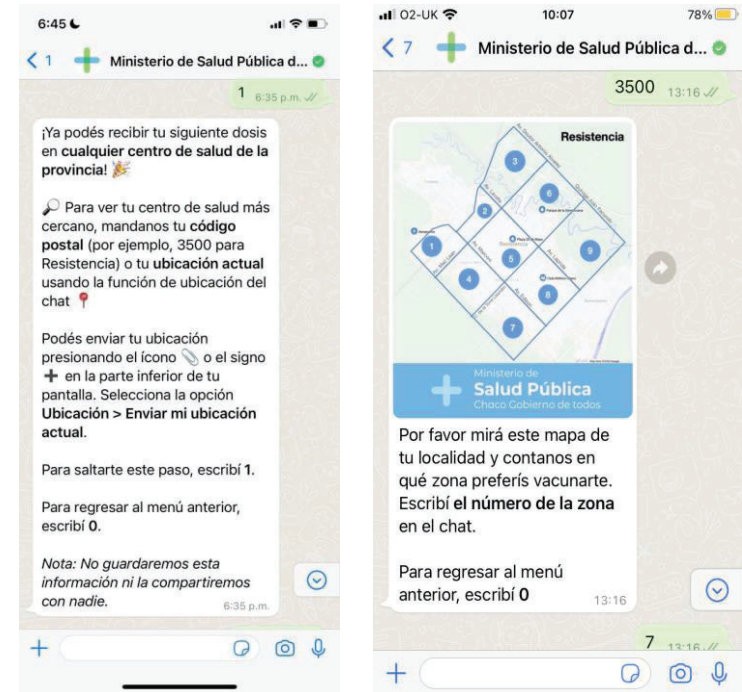 6:45
1
Ministerio de Salud Pública d...
1 6:35 p.m.
¡Ya podés recibir tu siguiente dosis
en cualquier centro de salud de la
provincia! 🎉
🔎 Para ver tu centro de salud más
cercano, mandanos tu código
postal (por ejemplo, 3500 para
Resistencia) o tu ubicación actual
usando la función de ubicación del
chat 📍
Podés enviar tu ubicación
presionando el ícono 📎 o el signo
➕ en la parte inferior de tu
pantalla. Selecciona la opción
Ubicación > Enviar mi ubicación
actual.
Para saltarte este paso, escribí 1.
Para regresar al menú anterior,
escribí 0.
Nota: No guardaremos esta
información ni la compartiremos
con nadie.
6:35 p.m.
O2-UK 10:07 78%
7
Ministerio de Salud Pública d...
3500 13:16
Resistencia
3
6
2
9
1
5
4
8
7
Resistencia
Ministerio de
Salud Pública
Chaco Gobierno de todos
Por favor mirá este mapa de
tu localidad y contanos en
qué zona preferís vacunarte.
Escribí el número de la zona
en el chat.
Para regresar al menú
anterior, escribí 0
13:16
7 13:16